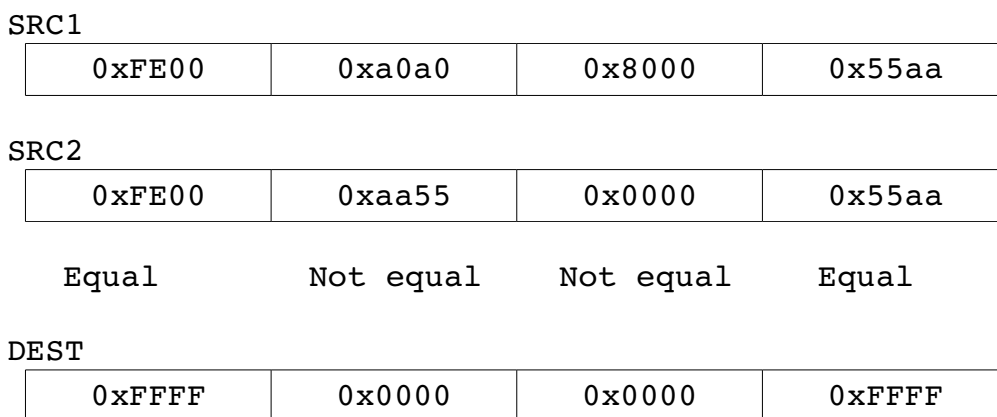 SRC1
0xFE00 0xa0a0 0x8000 0x55aa
SRC2
0xFE00 0xaa55 0x0000 0x55aa
Equal Not equal Not equal Equal
DEST
0xFFFF 0x0000 0x0000 0xFFFF